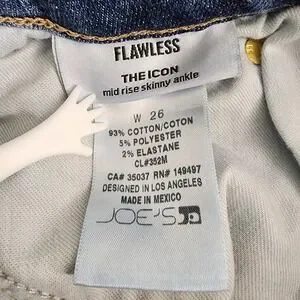 FLAWLESS
THE ICON
mid rise skinny ankle
W 26
93% COTTON/COTON
5% POLYESTER
2% ELASTANE
CL#352M
CA# 35037 RN# 149497
DESIGNED IN LOS ANGELES
MADE IN MEXICO
JOE'S